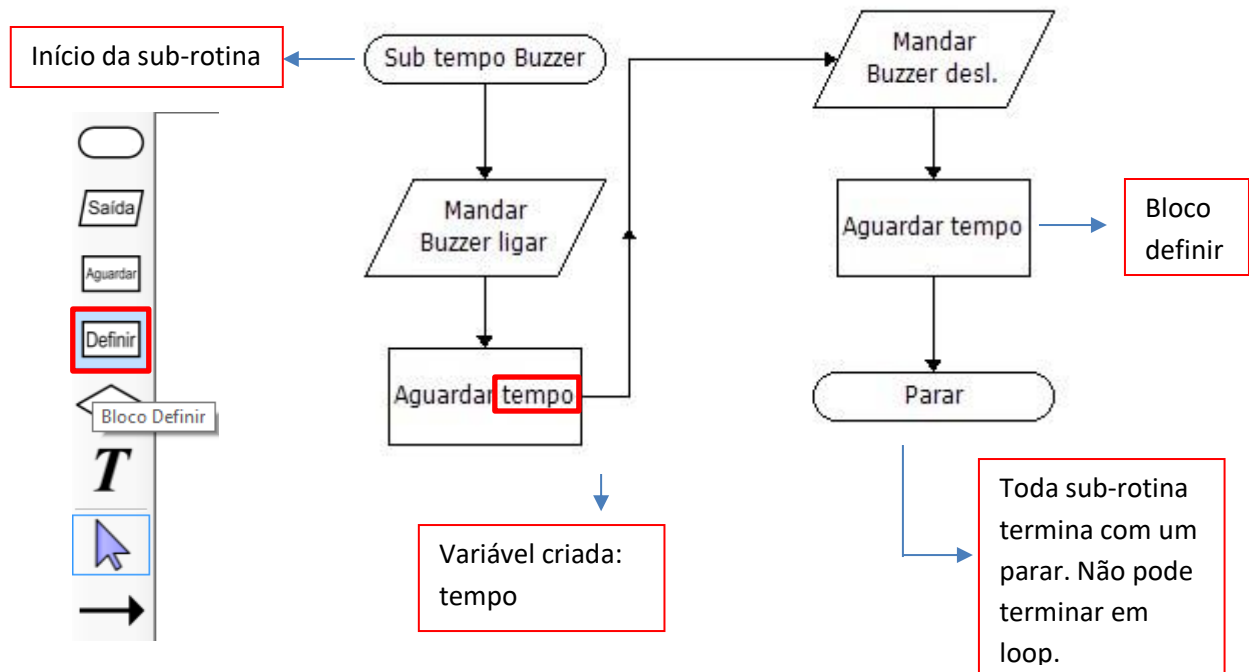 Início da sub-rotina
Sub tempo Buzzer
Mandar
Buzzer ligar
Aguardar tempo
Mandar
Buzzer desl.
Aguardar tempo
Parar
Bloco
definir
Variável criada:
tempo
Toda sub-rotina
termina com um
parar. Não pode
terminar em
loop.
Saída
Aguardar
Definir
Bloco Definir
T